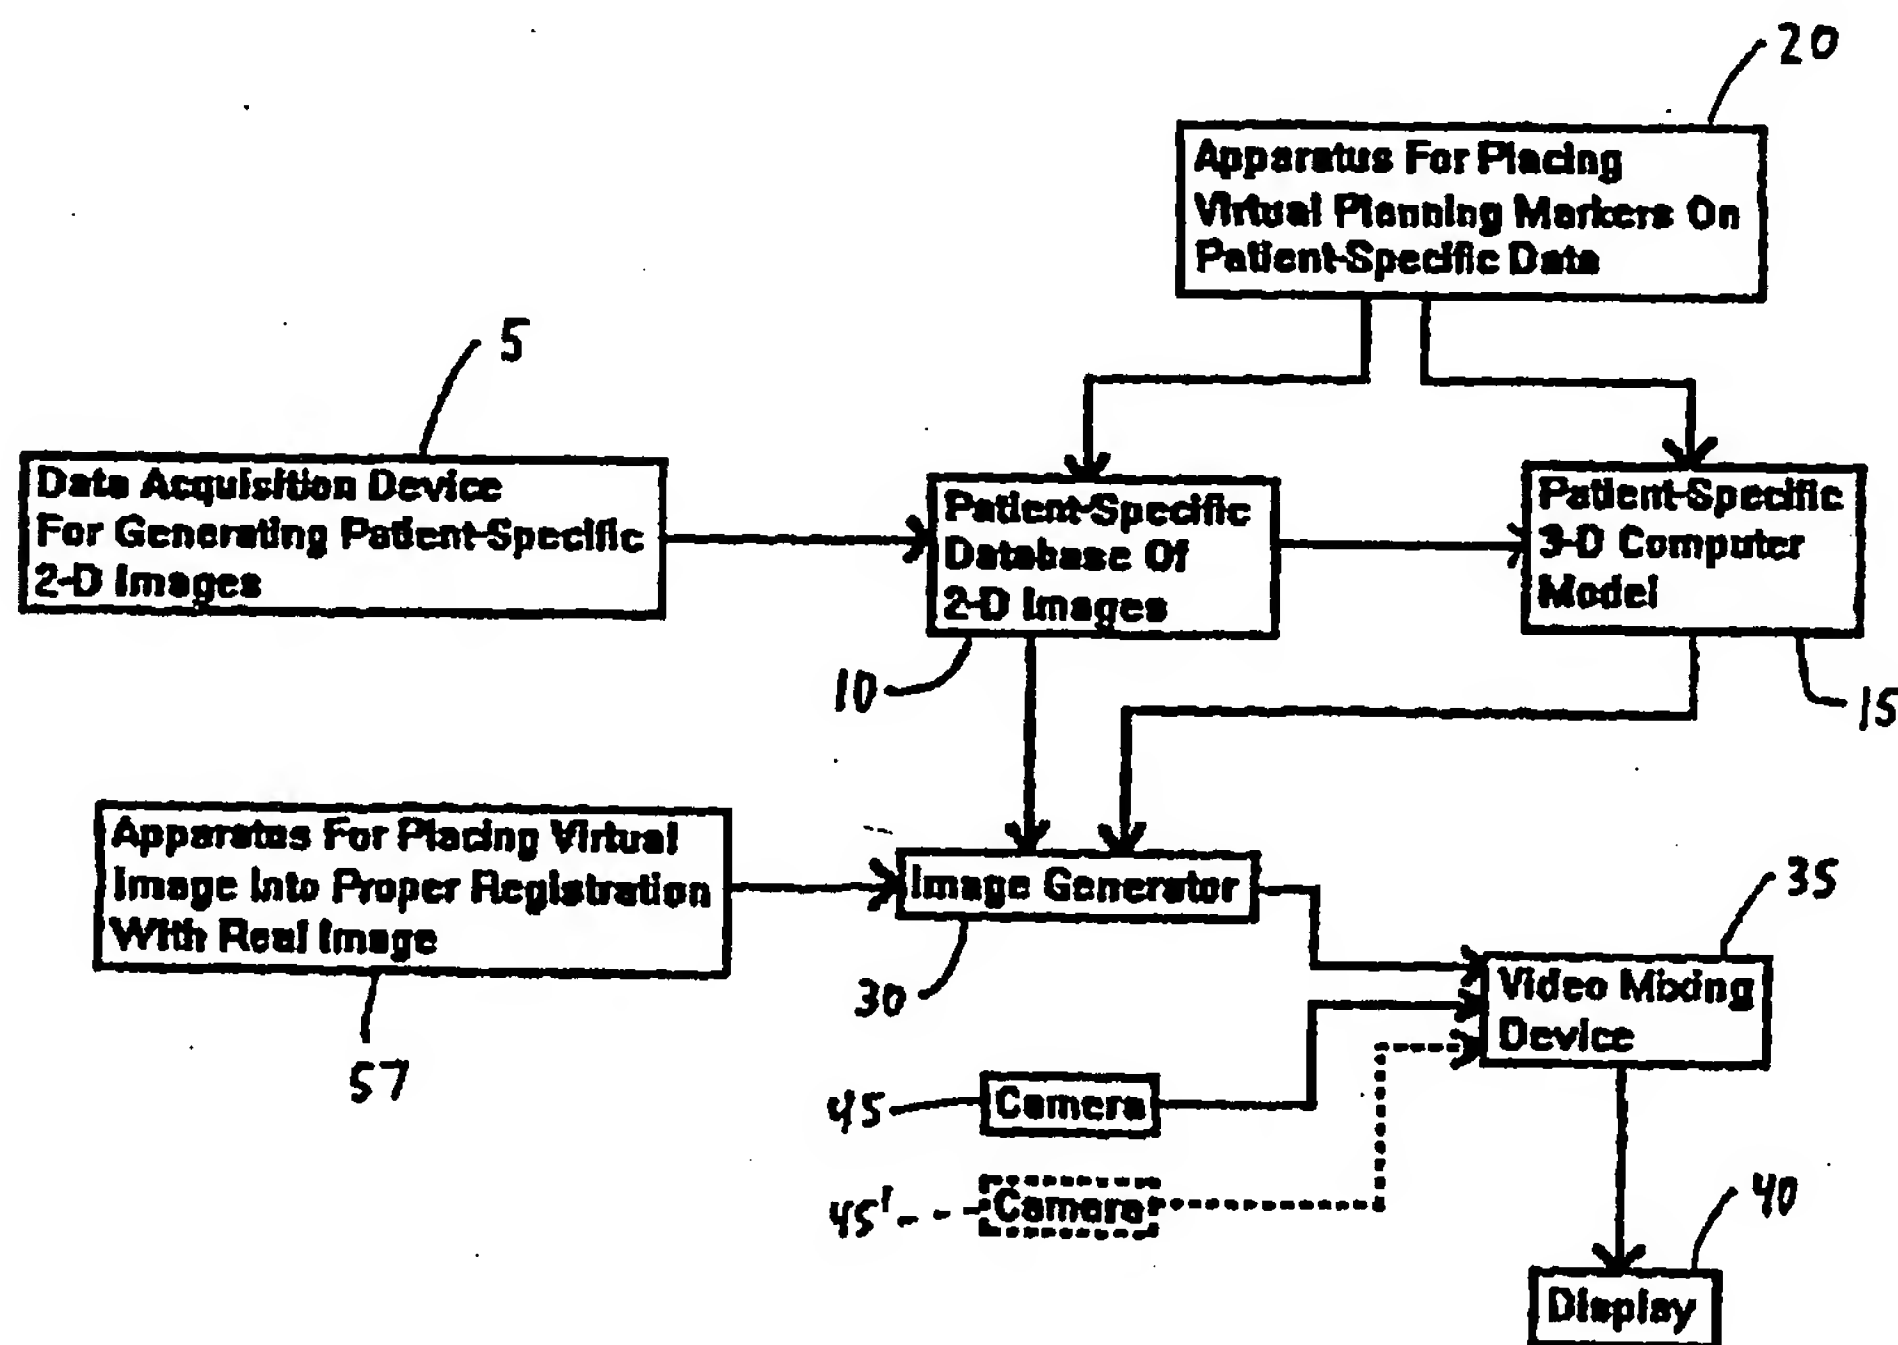 20
Apparatus For Placing
Virtual Planning Markers On
Patient-Specific Data
5
Data Acquisition Device
For Generating Patient-Specific
2-D Images
Patient-Specific
Database Of
2-D Images
Patient-Specific
3-D Computer
Model
10
15
Apparatus For Placing Virtual
Image Into Proper Registration
With Real Image
57
Image Generator
30
35
Video Mixing
Device
45
Camera
45'
Camera
40
Display